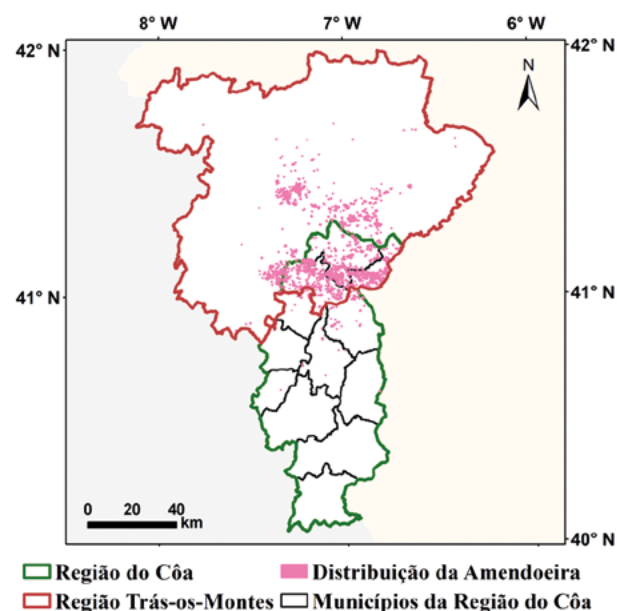 8° W 7° W 6° W
42° N 42° N
N
41° N 41° N
0 20 40
km
40° N
Região do Côa Distribuição da Amendoeira
Região Trás-os-Montes Municípios da Região do Côa